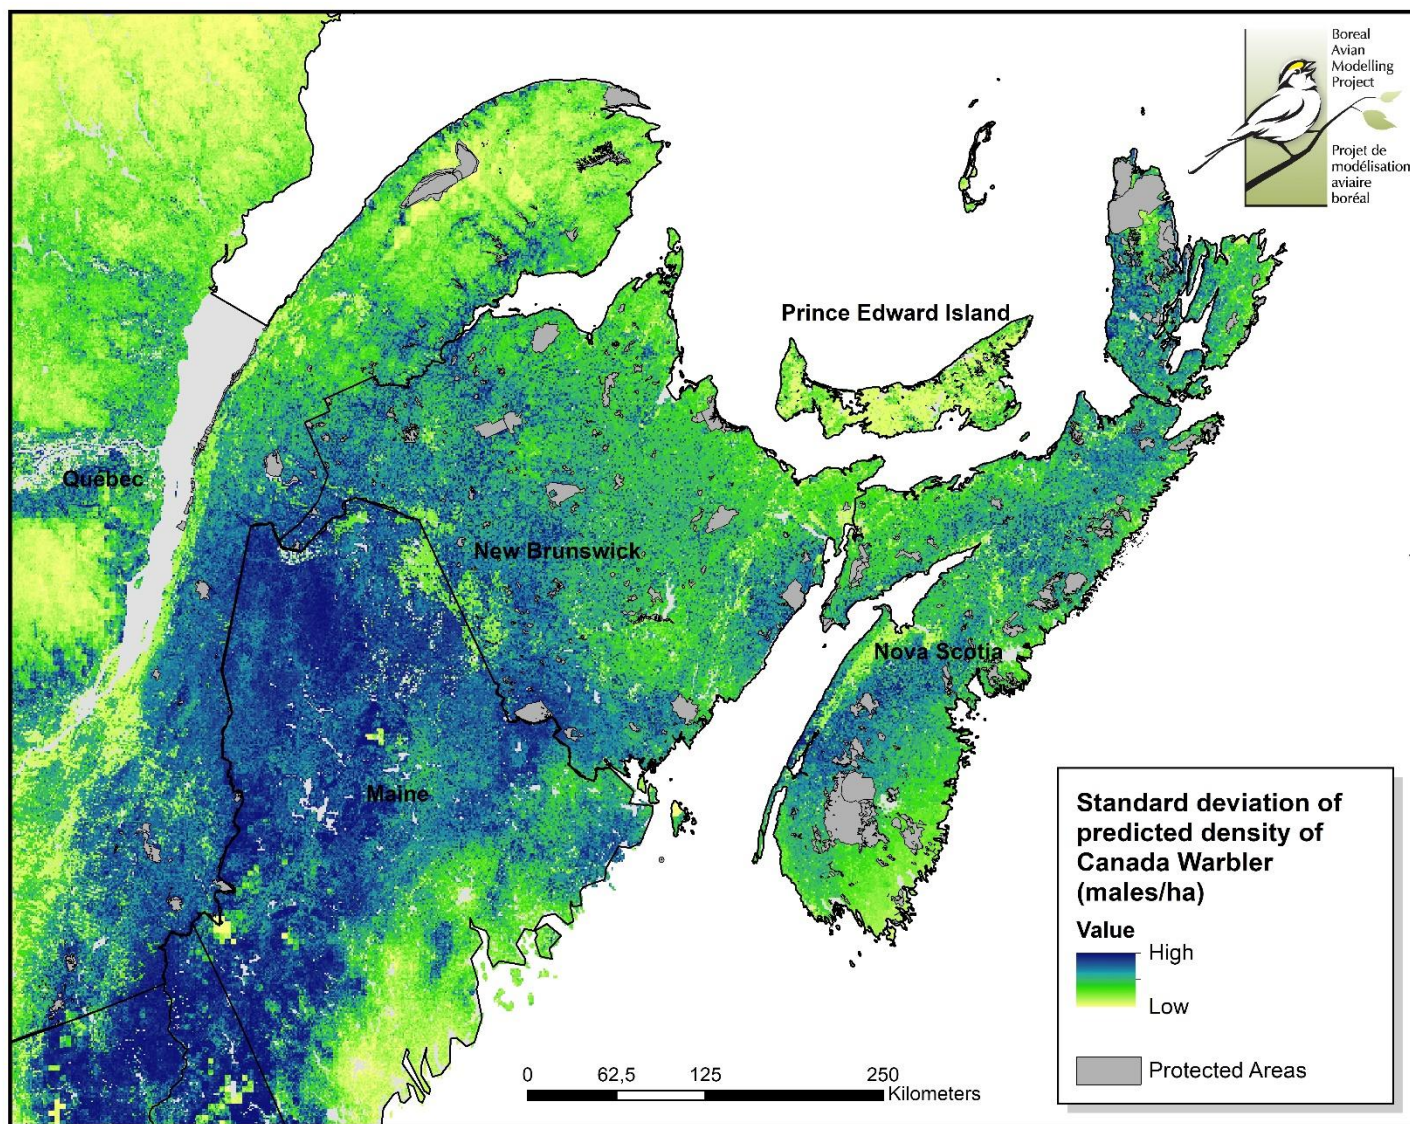 Boreal
Avian
Modelling
Project
Projet de
modélisation
aviaire
boréal
Prince Edward Island
Québec
New Brunswick
Nova Scotia
Maine
Standard deviation of
predicted density of
Canada Warbler
(males/ha)
Value
High
Low
Protected Areas
0 62,5 125 250
Kilometers